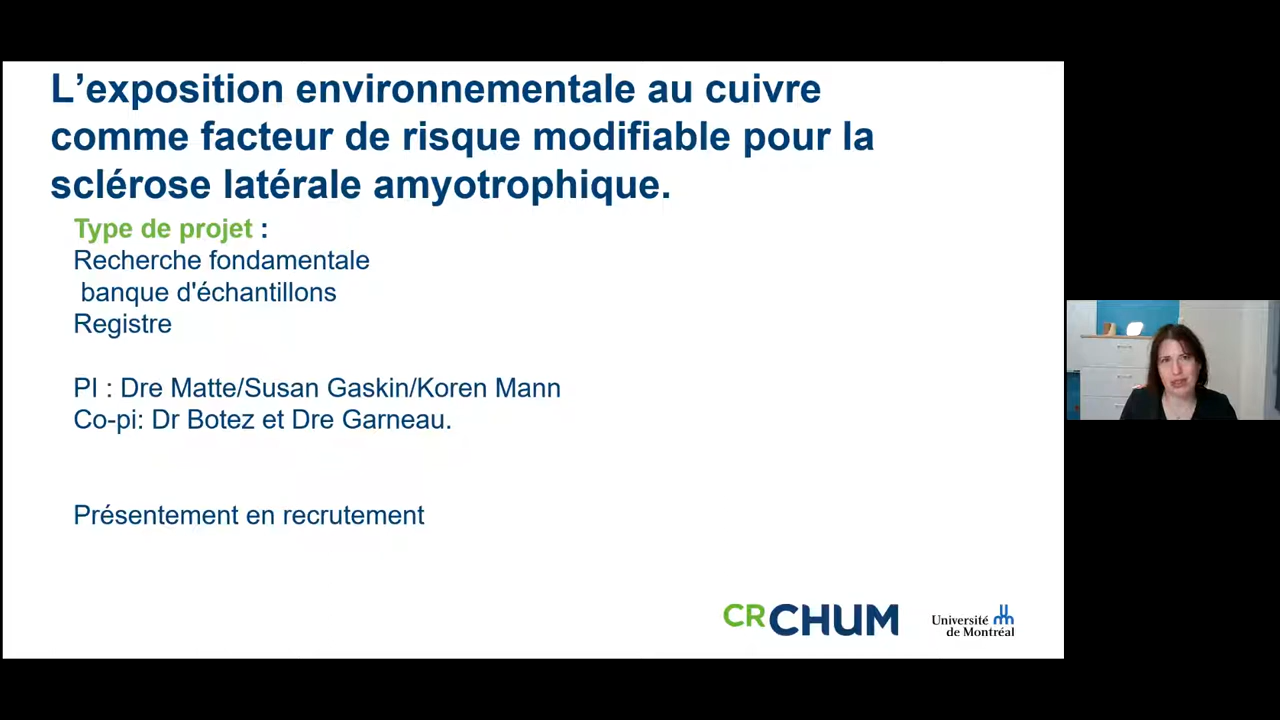 L’exposition environnementale au cuivre
comme facteur de risque modifiable pour la
sclérose latérale amyotrophique.
Type de projet :
Recherche fondamentale
banque d'échantillons
Registre
PI : Dre Matte/Susan Gaskin/Koren Mann
Co-pi: Dr Botez et Dre Garneau.
Présentement en recrutement
CRCHUM
Université
de Montréal